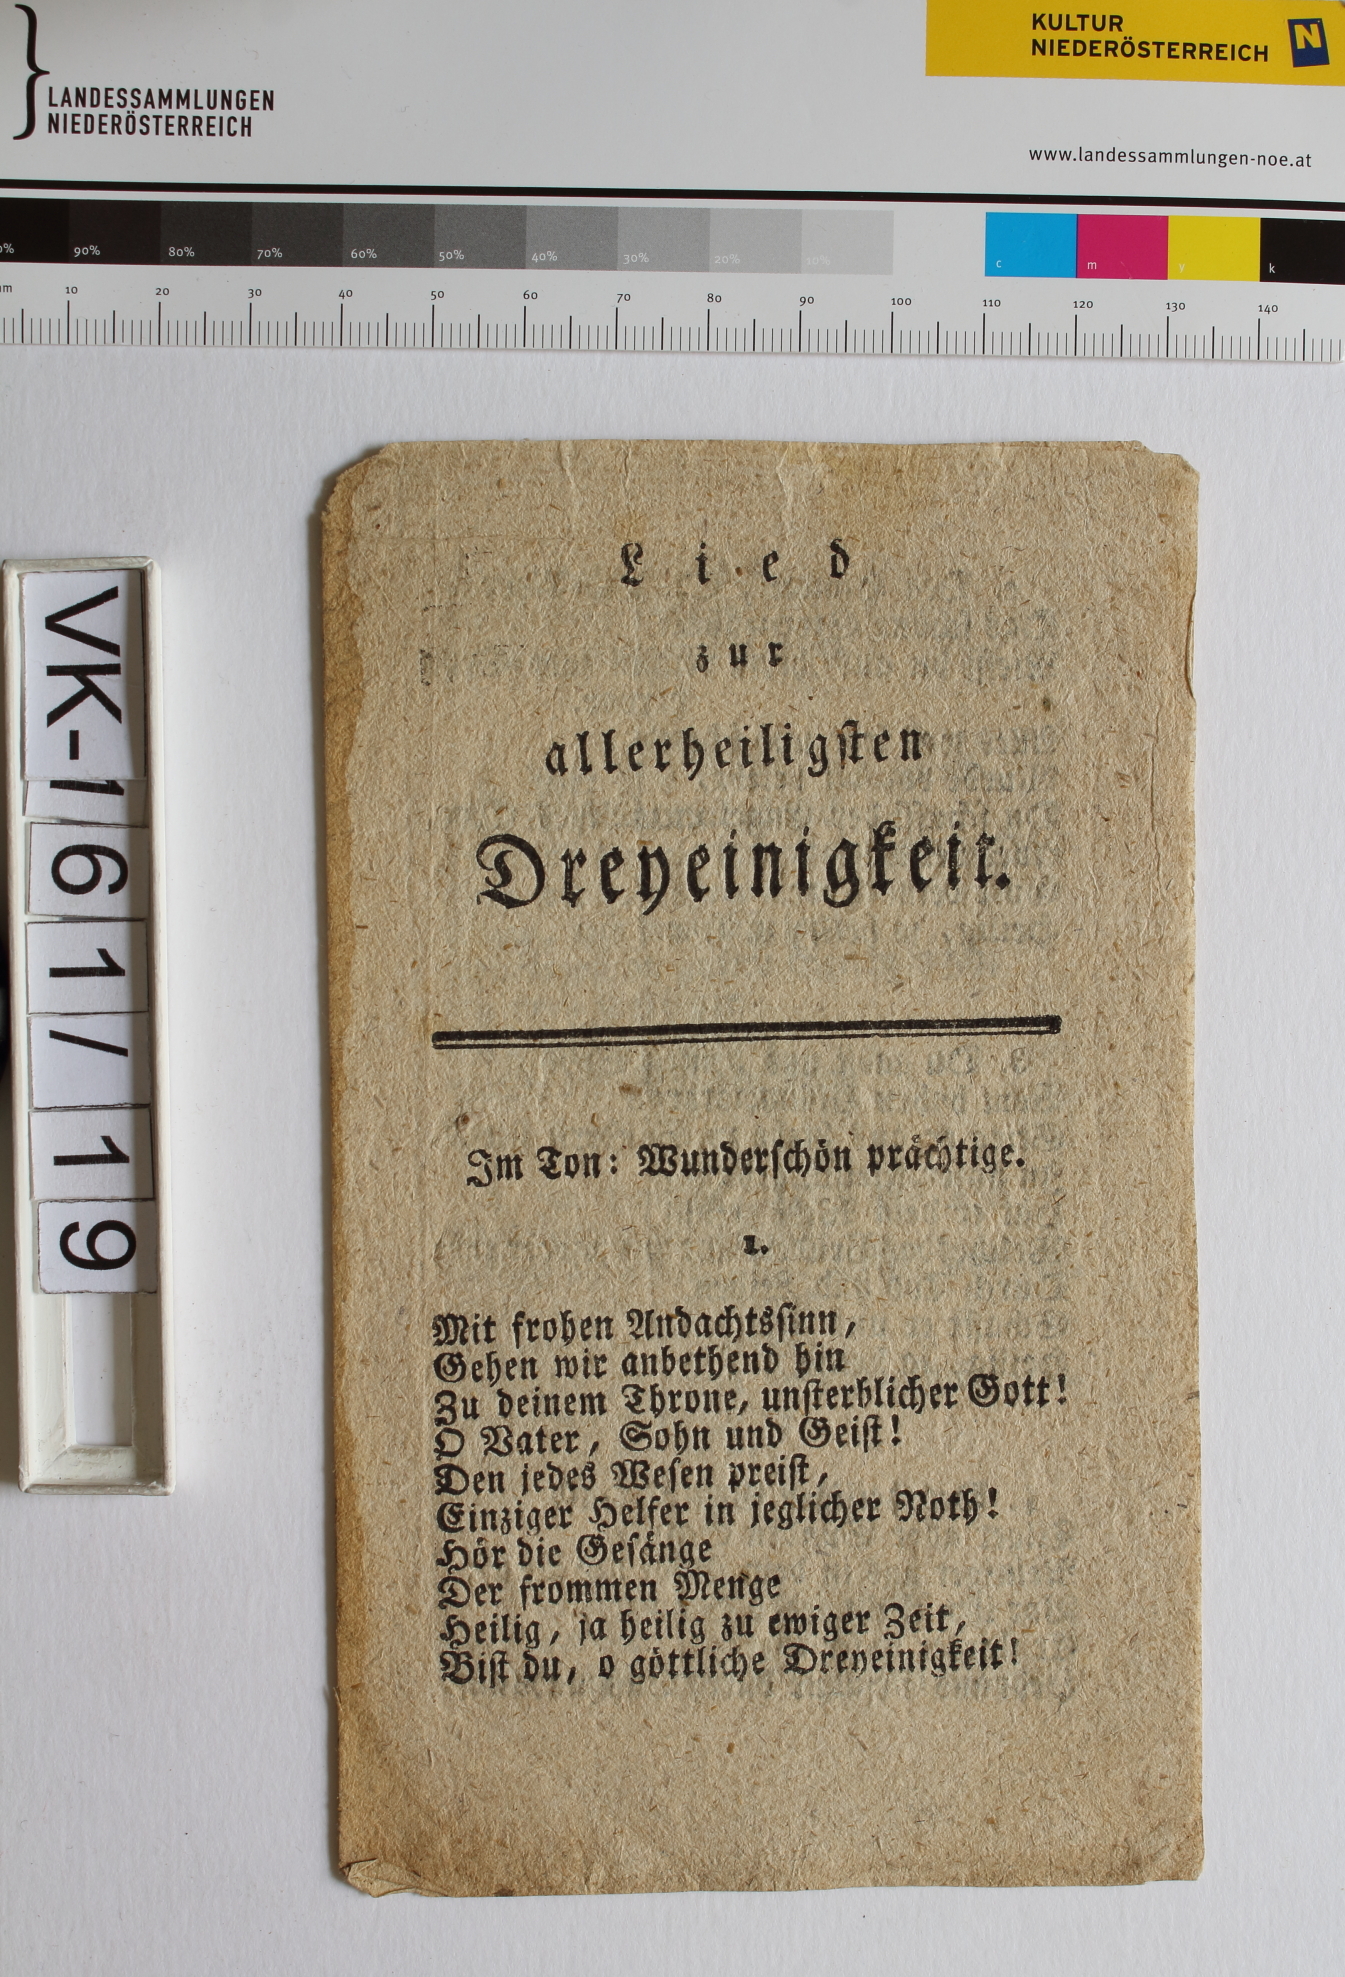 LANDESSAMMLUNGEN
NIEDERÖSTERREICH
KULTUR
NIEDERÖSTERREICH
N
www.landessammlungen-noe.at
90% 80% 70% 60% 50% 40% 30% 20% 10%
c m y k
10 20 30 40 50 60 70 80 90 100 110 120 130 140
VK-161/19
Lied
zur
allerheiligsten
Dreyeinigkeit.
Im Ton: Wunderschön prächtige.
1.
Mit frohen Andachtssinn,
Gehen wir anbethend hin
Zu deinem Throne, unsterblicher Gott!
O Vater, Sohn und Geist!
Den jedes Wesen preist,
Einziger Helfer in jeglicher Noth!
Hör die Gesänge
Der frommen Menge
Heilig, ja heilig zu ewiger Zeit,
Bist du, o göttliche Dreyeinigkeit!